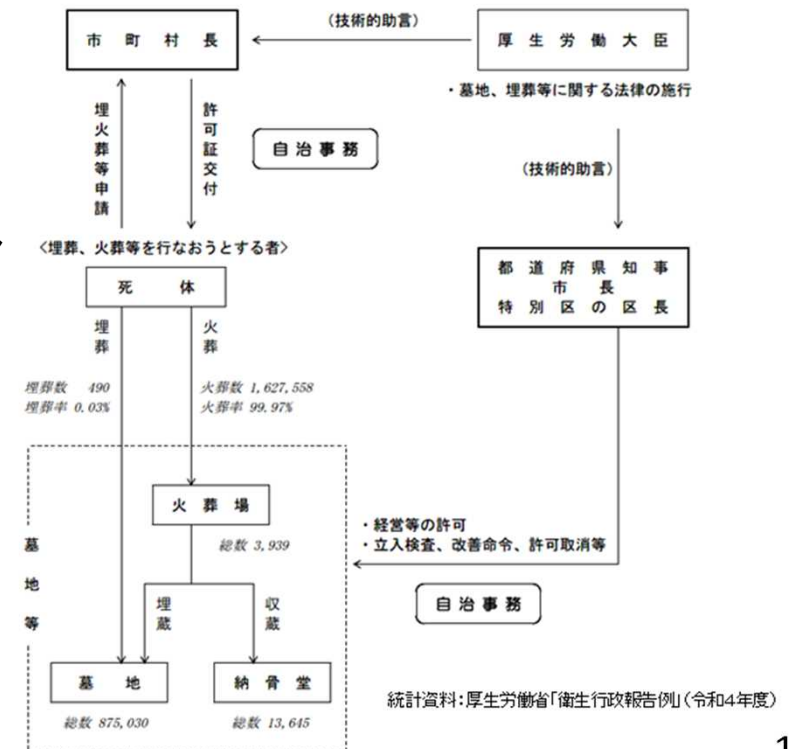 (技術的助言)
市町村長
厚生労働大臣
・墓地、埋葬等に関する法律の施行
埋火葬等申請
許可証交付
自治事務
(技術的助言)
<埋葬、火葬等を行なおうとする者>
死体
都道府県知事
市長
特別区の区長
埋葬
火葬
埋葬数 490
埋葬率 0.03%
火葬数 1,627,558
火葬率 99.97%
火葬場
総数 3,939
・経営等の許可
・立入検査、改善命令、許可取消等
墓地等
埋蔵
収蔵
自治事務
墓地
納骨堂
総数 875,030
総数 13,645
統計資料:厚生労働省「衛生行政報告例」(令和4年度)
1